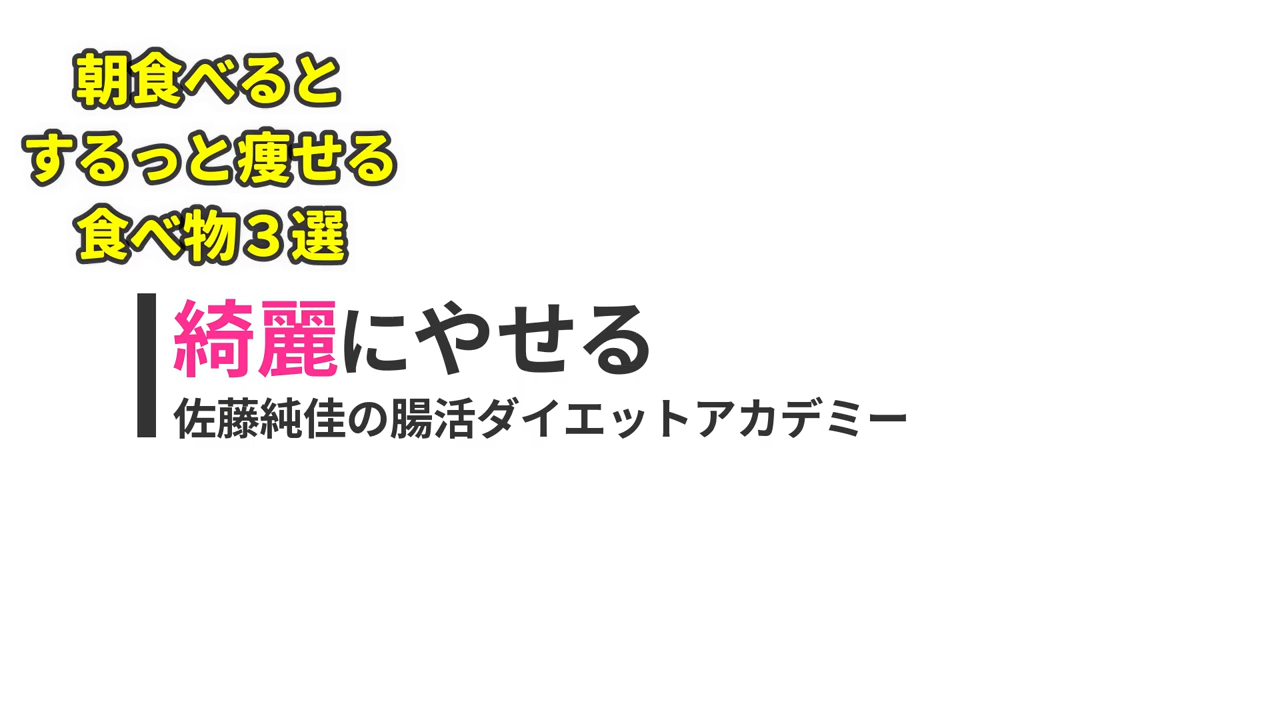 朝食べると
するっと痩せる
食べ物３選
綺麗にやせる
佐藤純佳の腸活ダイエットアカデミー